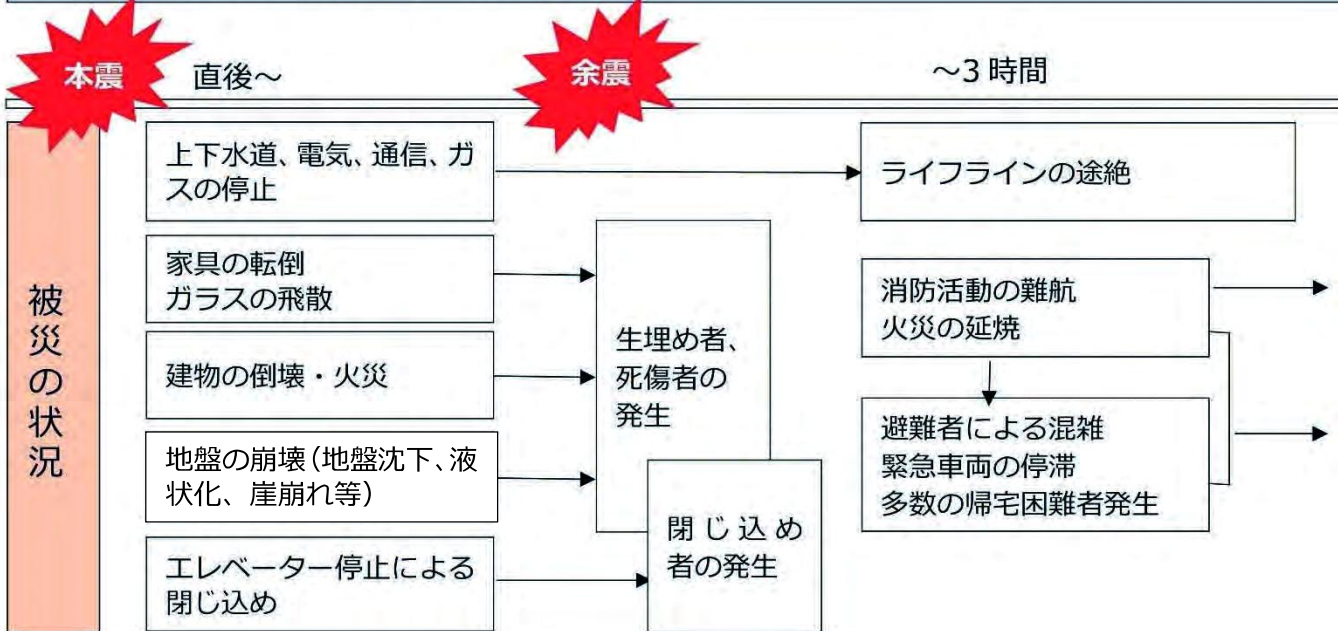 本震
直後～
余震
～3 時間
被災の状況
上下水道、電気、通信、ガ
スの停止
ライフラインの途絶
家具の転倒
ガラスの飛散
建物の倒壊・火災
地盤の崩壊(地盤沈下、液
状化、崖崩れ等)
エレベーター停止による
閉じ込め
生埋め者、
死傷者の
発生
閉じ込め
者の発生
消防活動の難航
火災の延焼
避難者による混雑
緊急車両の停滞
多数の帰宅困難者発生